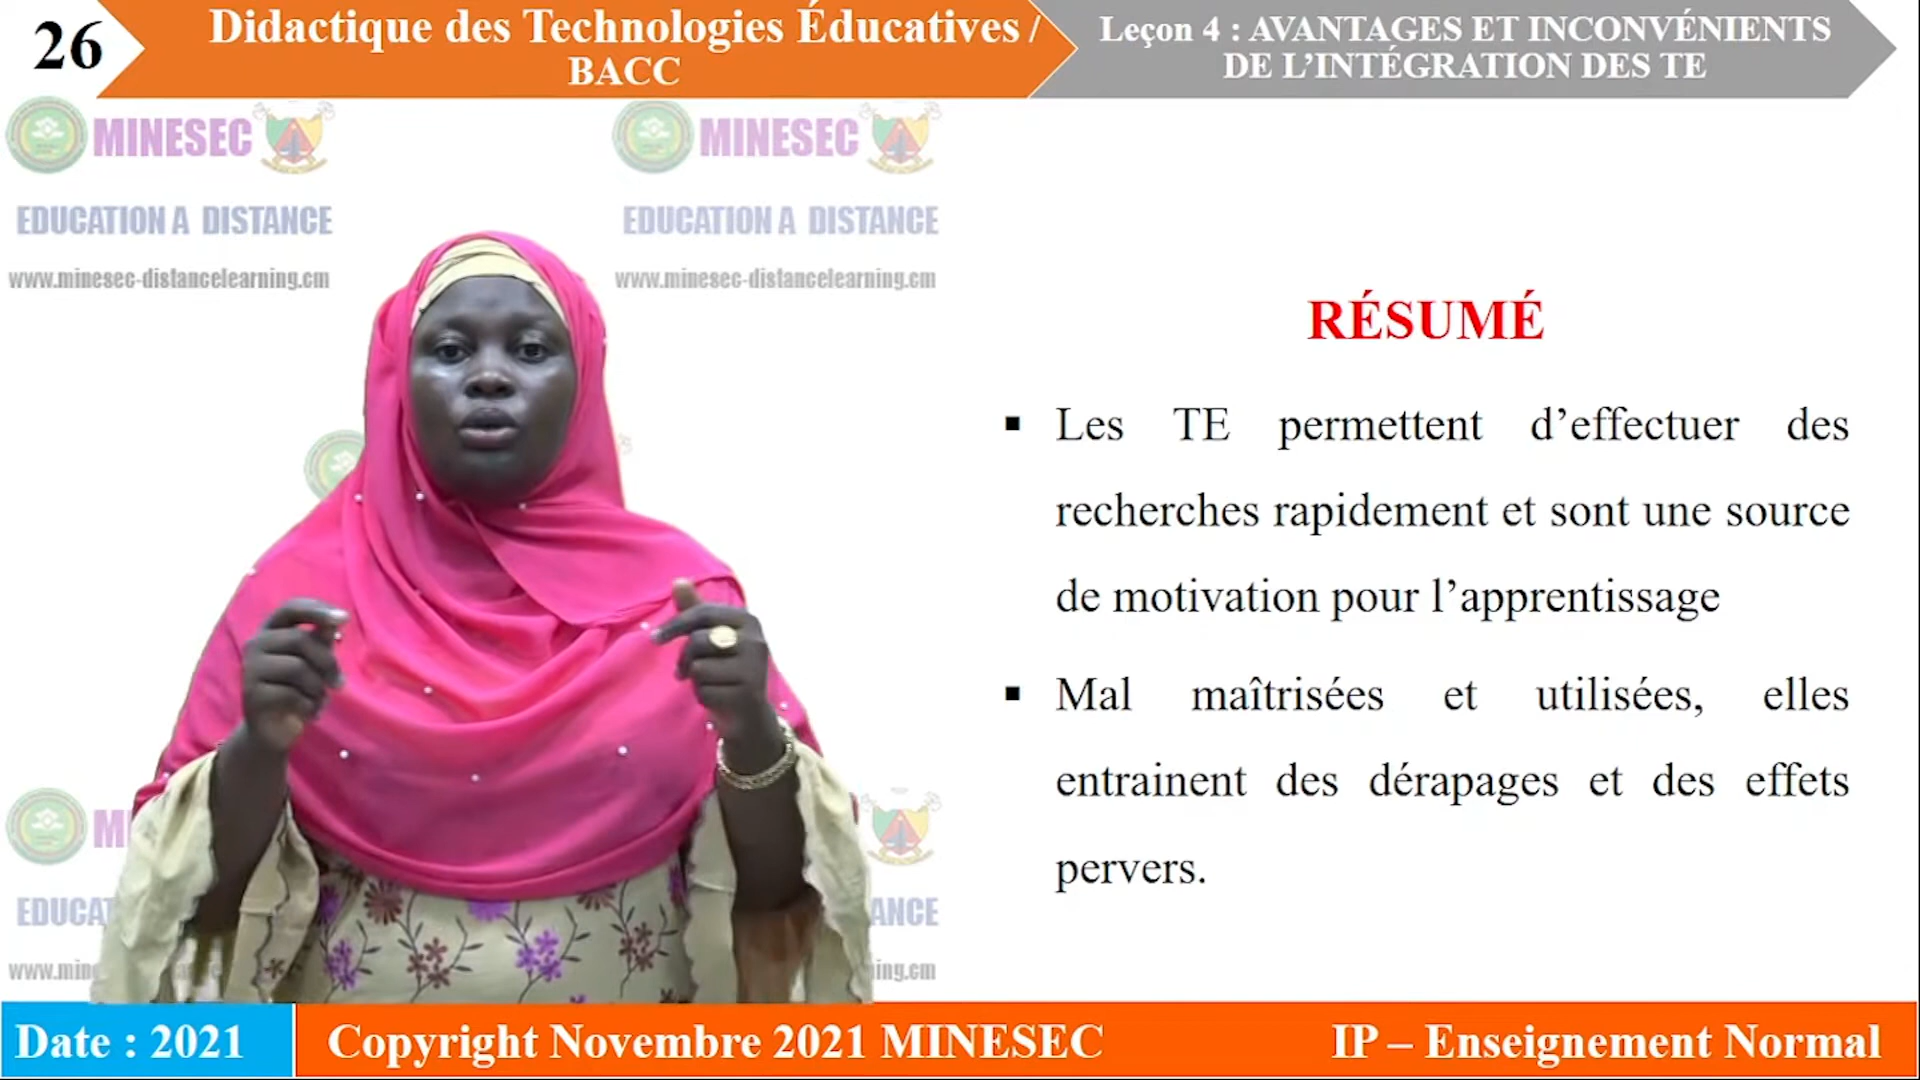 26
Didactique des Technologies Éducatives /
BACC
Leçon 4 : AVANTAGES ET INCONVÉNIENTS
DE L’INTÉGRATION DES TE
MINESEC
MINESEC
EDUCATION A DISTANCE
EDUCATION A DISTANCE
www.minesec-distancelearning.cm
www.minesec-distancelearning.cm
RÉSUMÉ
▪ Les TE permettent d’effectuer des
recherches rapidement et sont une source
de motivation pour l’apprentissage
▪ Mal maîtrisées et utilisées, elles
entrainent des dérapages et des effets
pervers.
Date : 2021
Copyright Novembre 2021 MINESEC
IP – Enseignement Normal